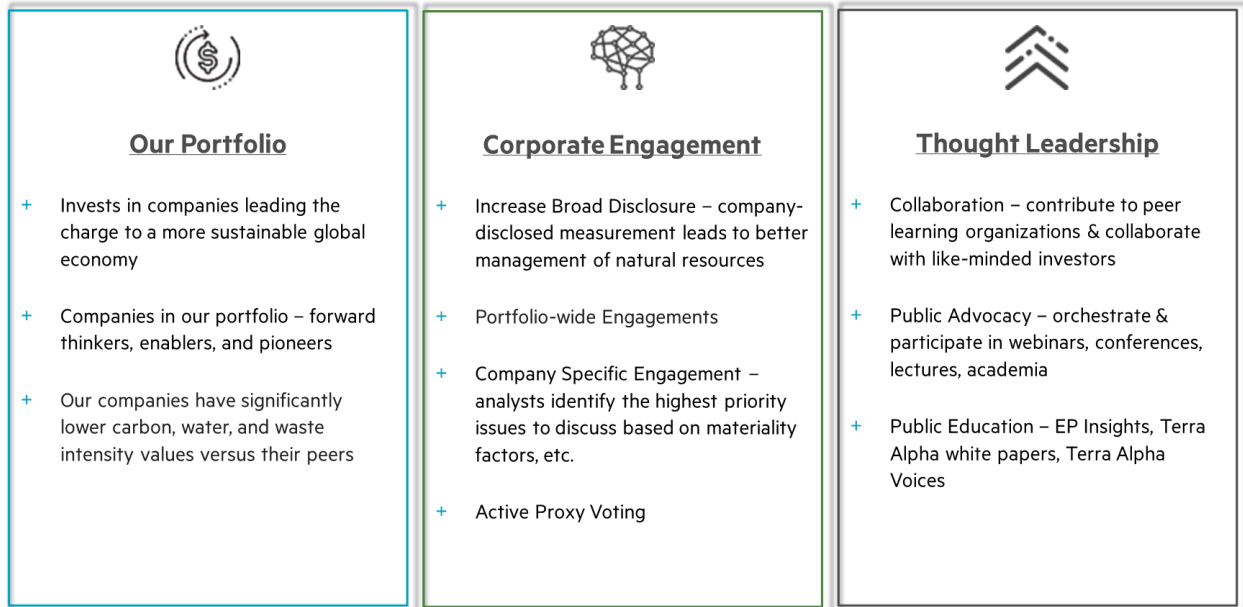 Our Portfolio
+ Invests in companies leading the
charge to a more sustainable global
economy
+ Companies in our portfolio – forward
thinkers, enablers, and pioneers
+ Our companies have significantly
lower carbon, water, and waste
intensity values versus their peers
Corporate Engagement
+ Increase Broad Disclosure – company-
disclosed measurement leads to better
management of natural resources
+ Portfolio-wide Engagements
+ Company Specific Engagement –
analysts identify the highest priority
issues to discuss based on materiality
factors, etc.
+ Active Proxy Voting
Thought Leadership
+ Collaboration – contribute to peer
learning organizations & collaborate
with like-minded investors
+ Public Advocacy – orchestrate &
participate in webinars, conferences,
lectures, academia
+ Public Education – EP Insights, Terra
Alpha white papers, Terra Alpha
Voices